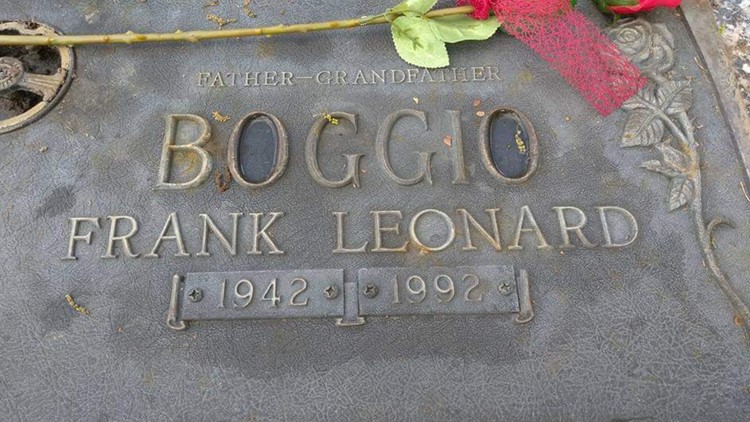 FATHER–GRANDFATHER
BOGGIO
FRANK LEONARD
1942 1992